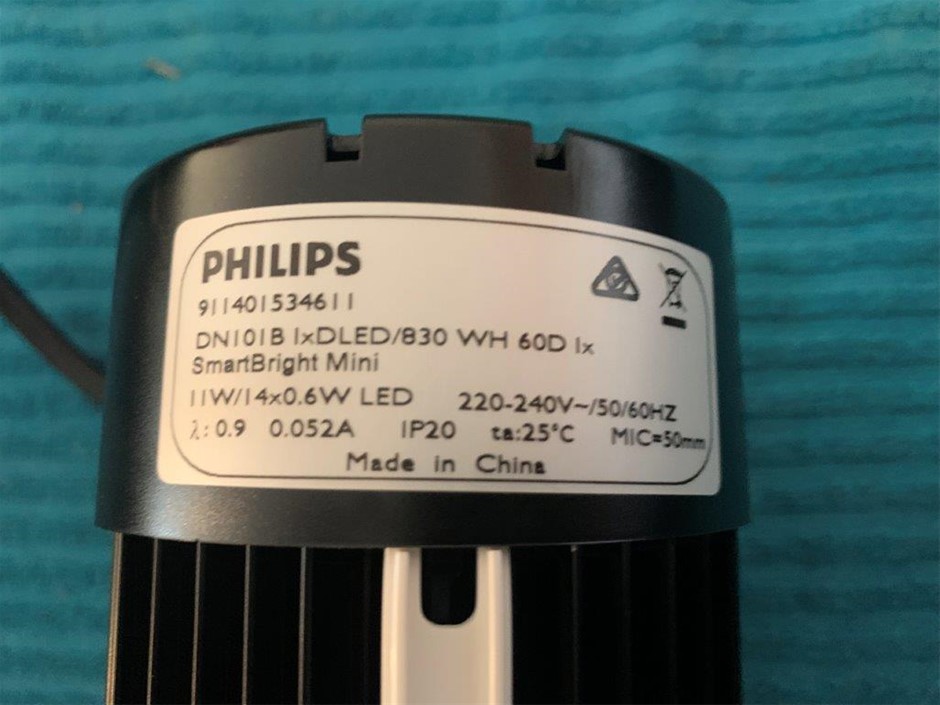 PHILIPS
911401534611
DN101B 1xDLED/830 WH 60D 1x
SmartBright Mini
11W/14x0.6W LED 220-240V~/50/60HZ
λ: 0.9 0.052A IP20 ta:25°C MIC=50mm
Made in China